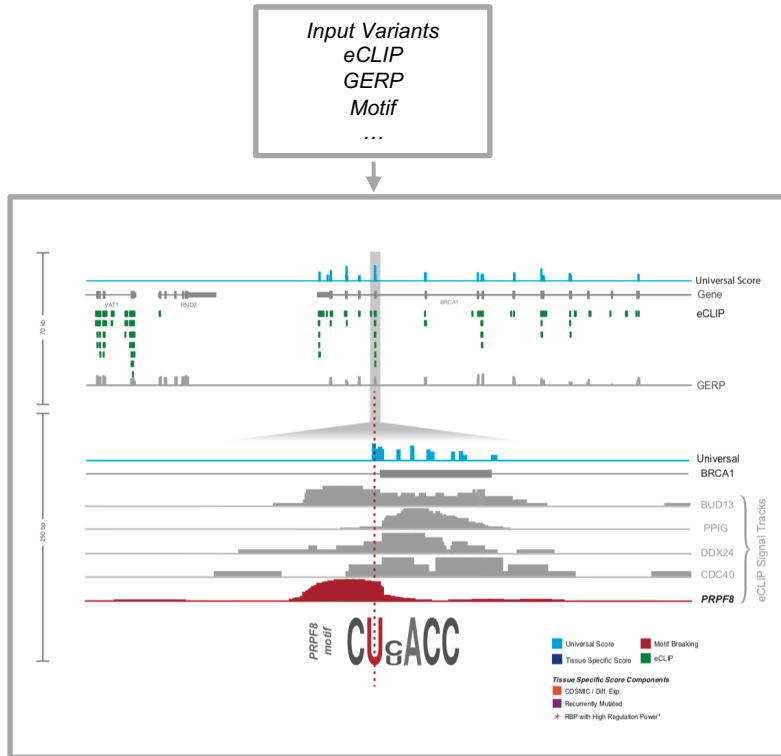 Input Variants
eCLIP
GERP
Motif
...
Universal Score
Gene
VAT1 RND2 BRCA1
eCLIP
70 kb
GERP
Universal
BRCA1
BUD13
PPIG
250 bp
DDX24
CDC40
PRPF8
eCLIP Signal Tracks
PRPF8 motif
CUCUACC
Universal Score Motif Breaking
Tissue Specific Score eCLIP
Tissue Specific Score Components
COSMIC / Diff. Exp.
Recurrently Mutated
* RBP with High Regulation Power*